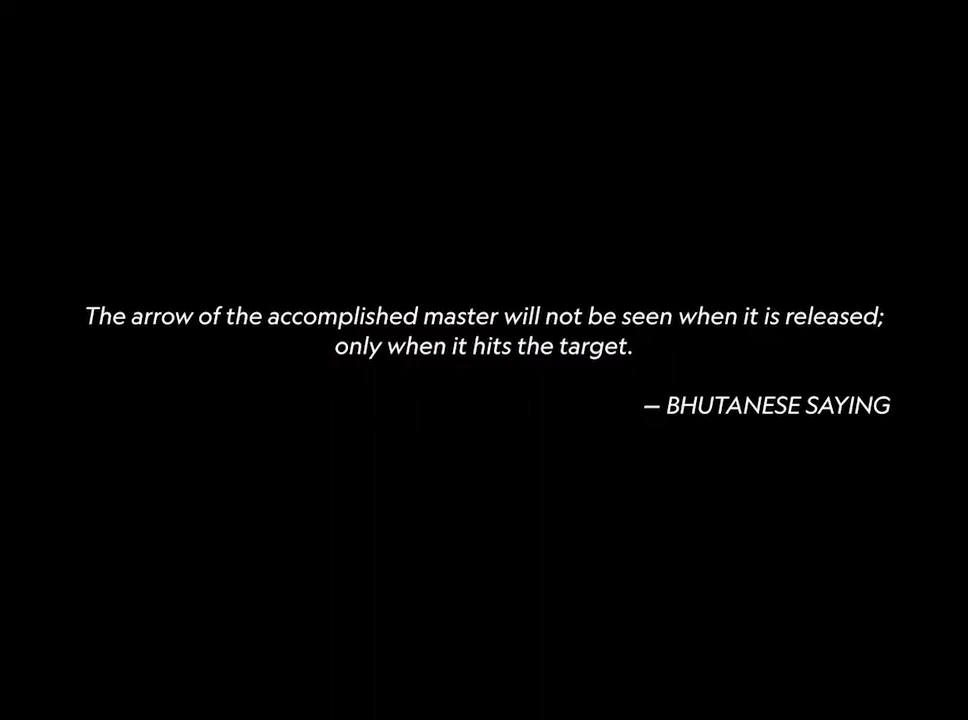 The arrow of the accomplished master will not be seen when it is released;
only when it hits the target.
– BHUTANESE SAYING